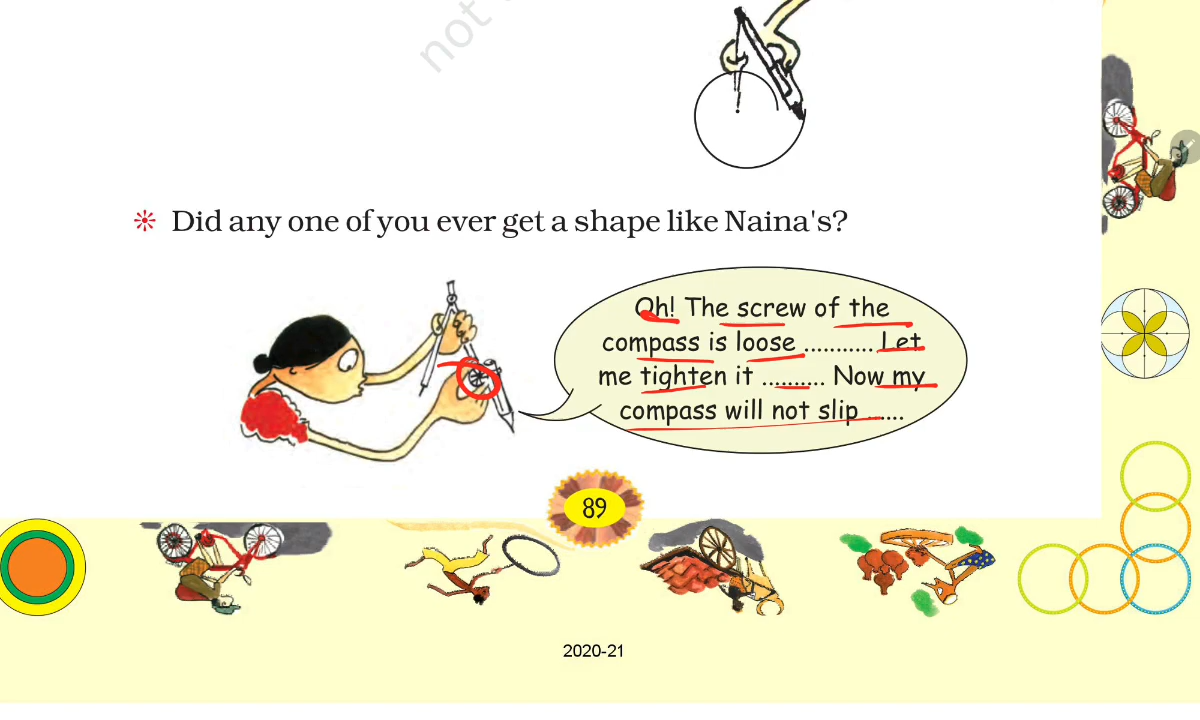 not
Did any one of you ever get a shape like Naina's?
Oh! The screw of the
compass is loose ........... Let
me tighten it .......... Now my
compass will not slip .......
89
2020-21